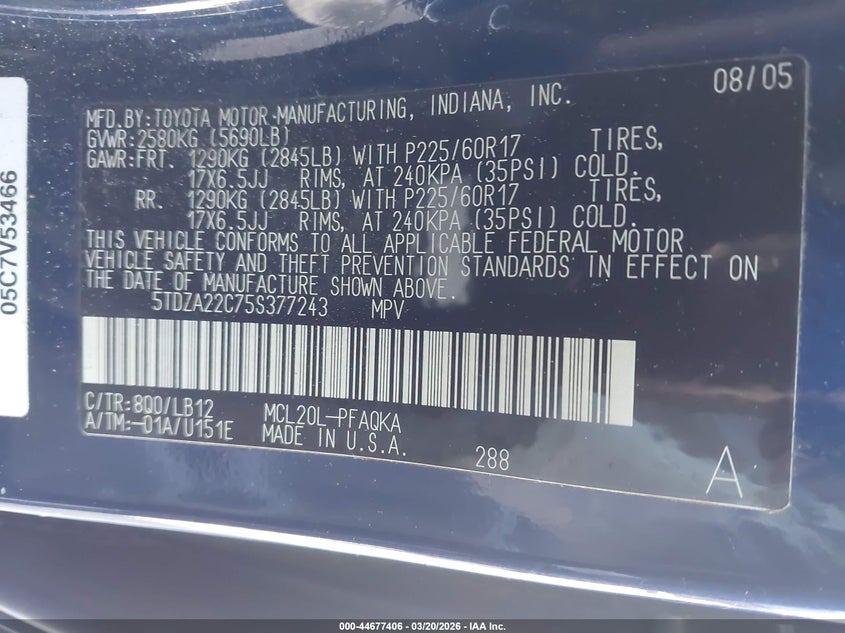 05C7V53466
08/05
MFD.BY:TOYOTA MOTOR MANUFACTURING, INDIANA, INC.
GVWR:2580KG (5690LB)
GAWR:FRT. 1290KG (2845LB) WITH P225/60R17 TIRES,
17X6.5JJ RIMS, AT 240KPA (35PSI) COLD.
RR. 1290KG (2845LB) WITH P225/60R17 TIRES,
17X6.5JJ RIMS, AT 240KPA (35PSI) COLD.
THIS VEHICLE CONFORMS TO ALL APPLICABLE FEDERAL MOTOR
VEHICLE SAFETY AND THEFT PREVENTION STANDARDS IN EFFECT ON
THE DATE OF MANUFACTURE SHOWN ABOVE.
5TDZA22C75S377243 MPV
C/TR:8Q0/LB12 MCL20L-PFAQKA
A/TM:-01A/U151E MADE IN U.S.A.
288
A
000-44677406 — 03/20/2026 — IAA Inc.